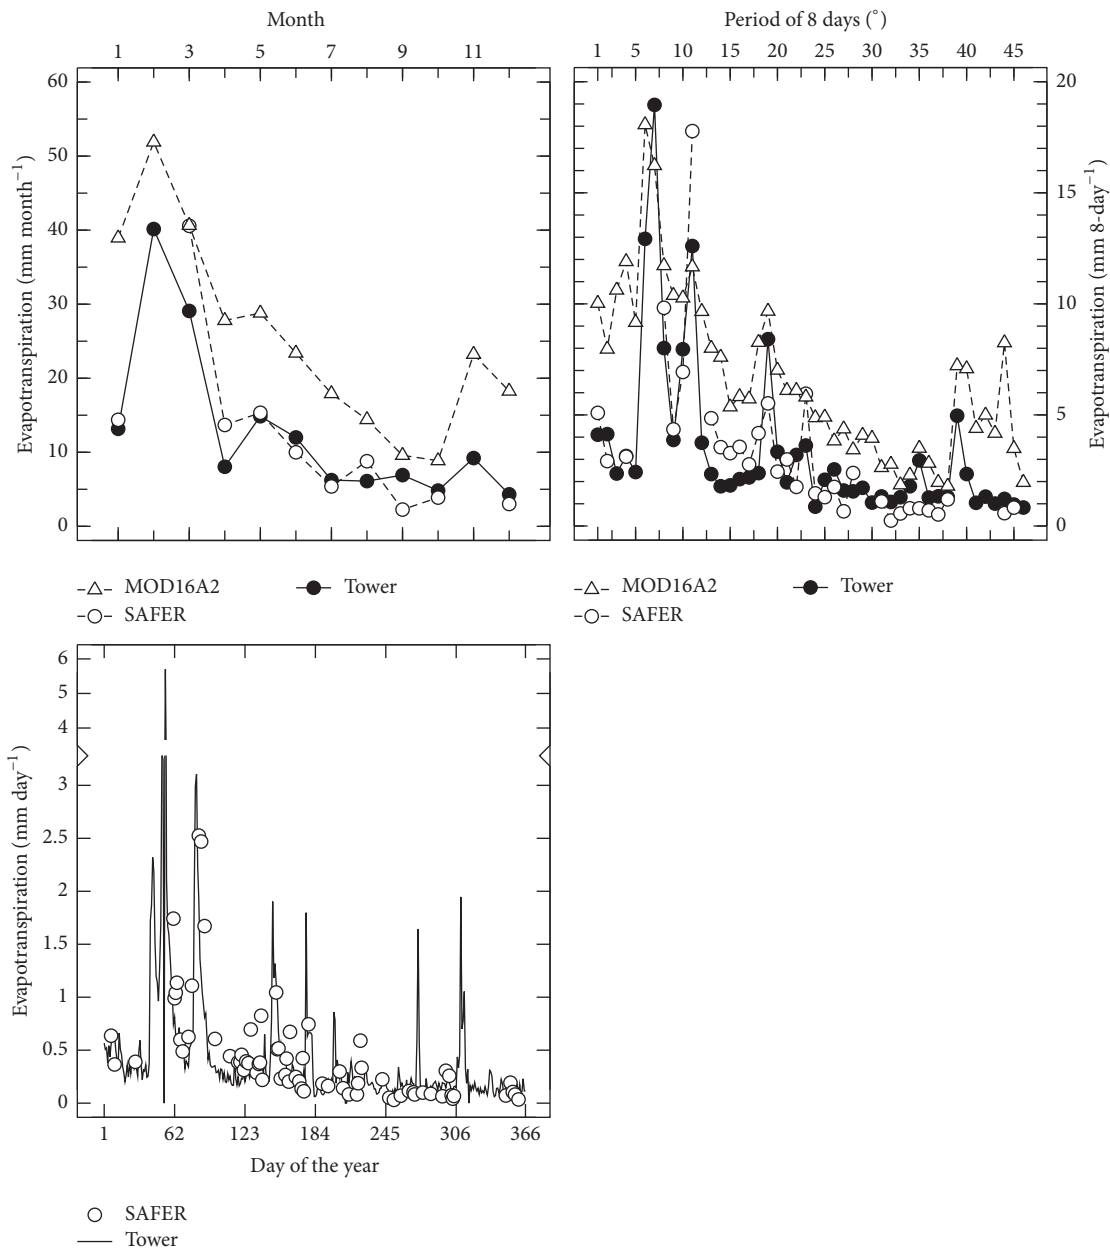 Month
1 3 5 7 9 11
60
50
40
30
20
10
0
Evapotranspiration (mm month−1)
MOD16A2
Tower
SAFER
Period of 8 days (°)
1 5 10 15 20 25 30 35 40 45
20
15
10
5
0
Evapotranspiration (mm 8-day−1)
MOD16A2
Tower
SAFER
6
5
4
3
2.5
2
1.5
1
0.5
0
Evapotranspiration (mm day−1)
1 62 123 184 245 306 366
Day of the year
SAFER
Tower